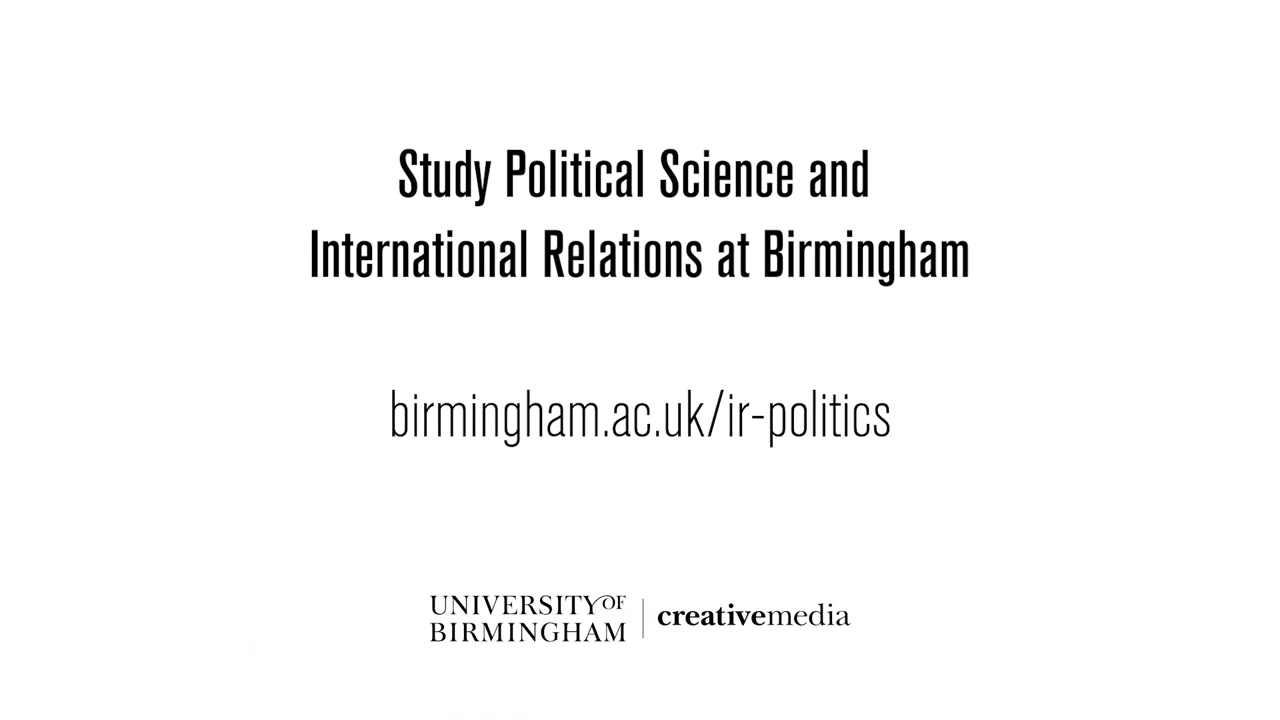 Study Political Science and
International Relations at Birmingham
birmingham.ac.uk/ir-politics
UNIVERSITY OF
BIRMINGHAM
creativemedia